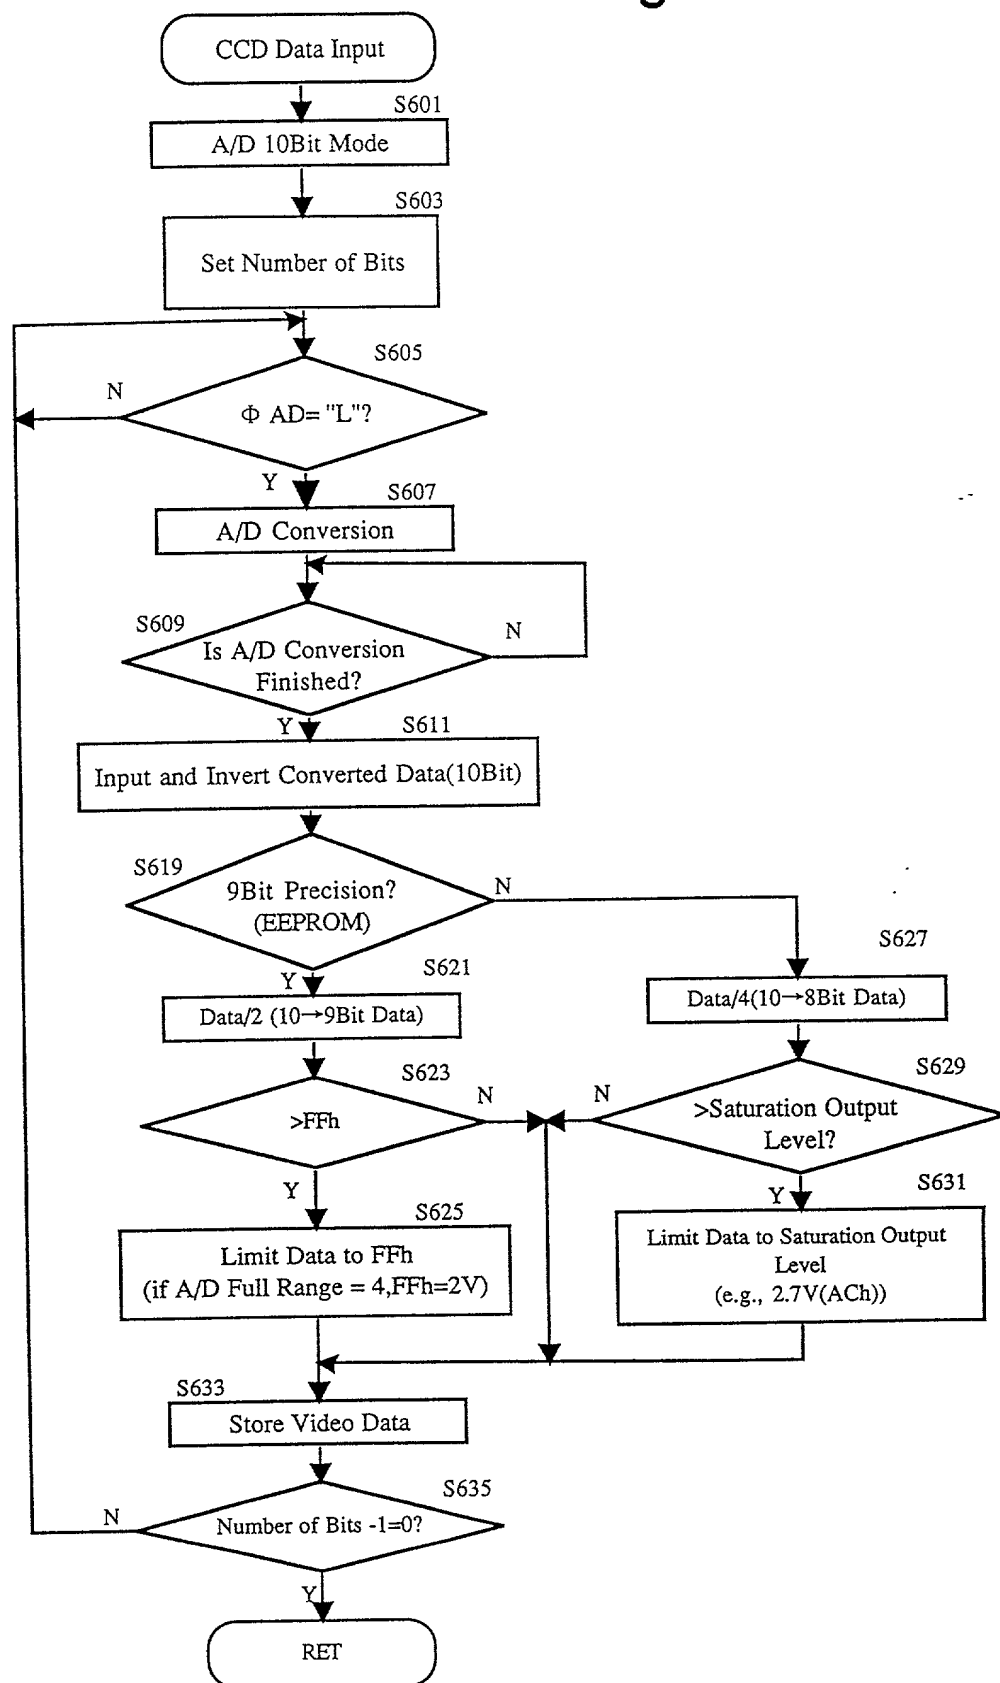 g
CCD Data Input
S601
A/D 10Bit Mode
S603
Set Number of Bits
S605
N
Φ AD= "L"?
Y
S607
A/D Conversion
S609
N
Is A/D Conversion
Finished?
Y
S611
Input and Invert Converted Data(10Bit)
S619
N
9Bit Precision?
(EEPROM)
Y
S621
S627
Data/2 (10→9Bit Data)
Data/4(10→8Bit Data)
S623
S629
N
N
>FFh
>Saturation Output
Level?
Y
Y
S625
S631
Limit Data to FFh
(if A/D Full Range = 4,FFh=2V)
Limit Data to Saturation Output
Level
(e.g., 2.7V(ACh))
S633
Store Video Data
S635
N
Number of Bits -1=0?
Y
RET